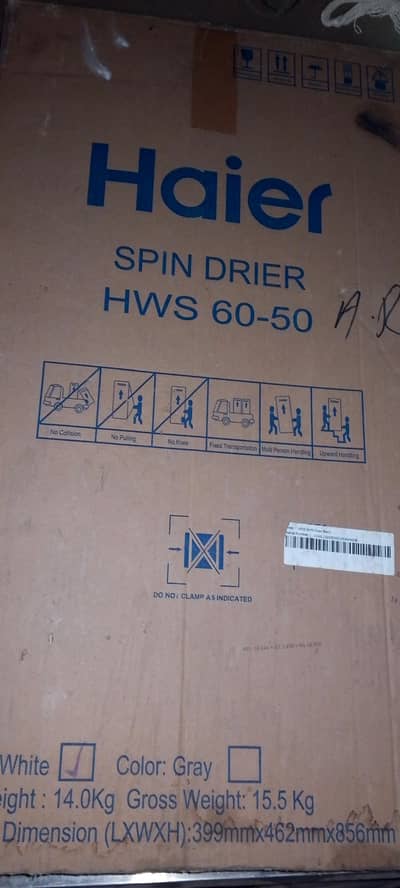 Haier
SPIN DRIER
HWS 60-50
A.R
No Collision
No Pulling
No Knee
Fixed Transportation
Multi Person Handling
Upward Handling
DO NOT CLAMP AS INDICATED
White Color: Gray
eight : 14.0Kg Gross Weight: 15.5 Kg
Dimension (LXWXH):399mmx462mmx856mm